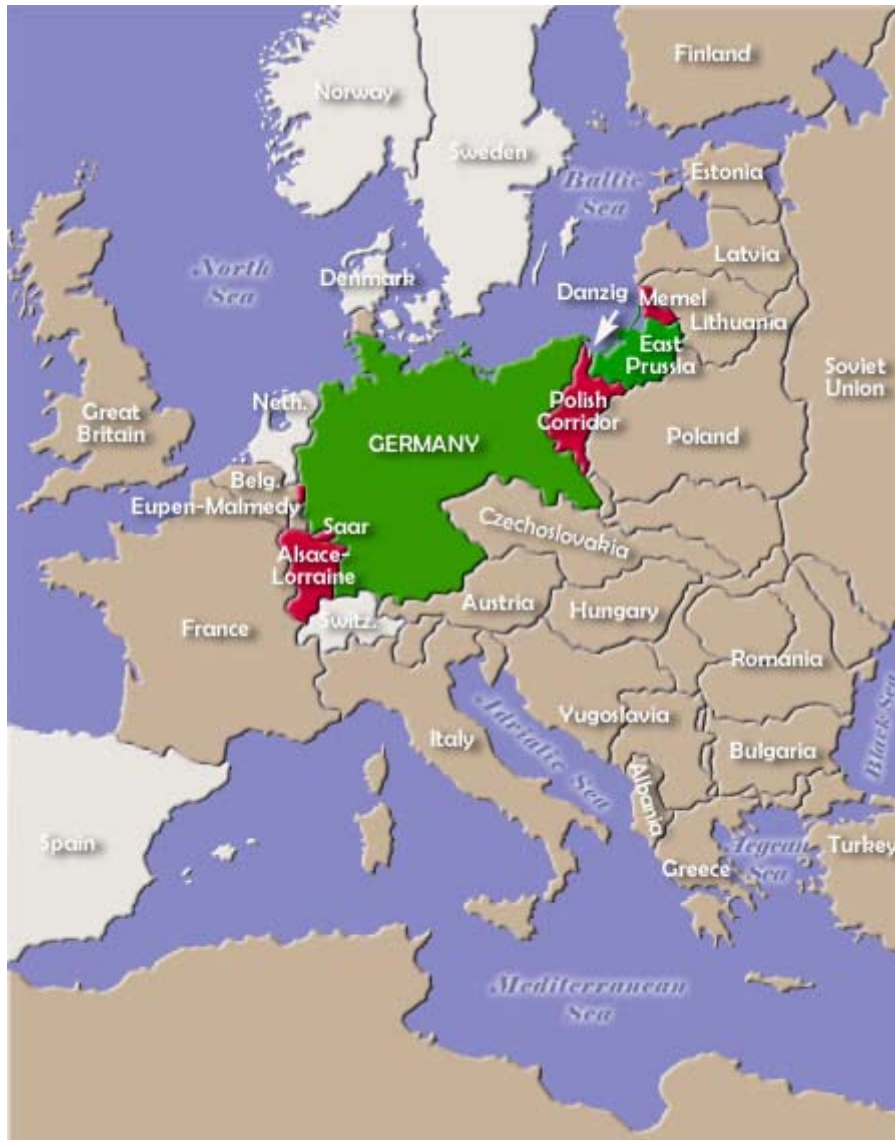 Finland
Norway
Sweden
Estonia
Baltic
Sea
Latvia
North
Sea
Denmark
Danzig
Memel
Lithuania
East
Prussia
Soviet
Union
Great
Britain
Neth.
Polish
Corridor
GERMANY
Poland
Belg.
Eupen-Malmedy
Czechoslovakia
Saar
Alsace-
Lorraine
Austria
Hungary
Switz.
France
Romania
Black Sea
Yugoslavia
Adriatic Sea
Italy
Bulgaria
Albania
Spain
Aegean
Sea
Turkey
Greece
Mediterranean
Sea